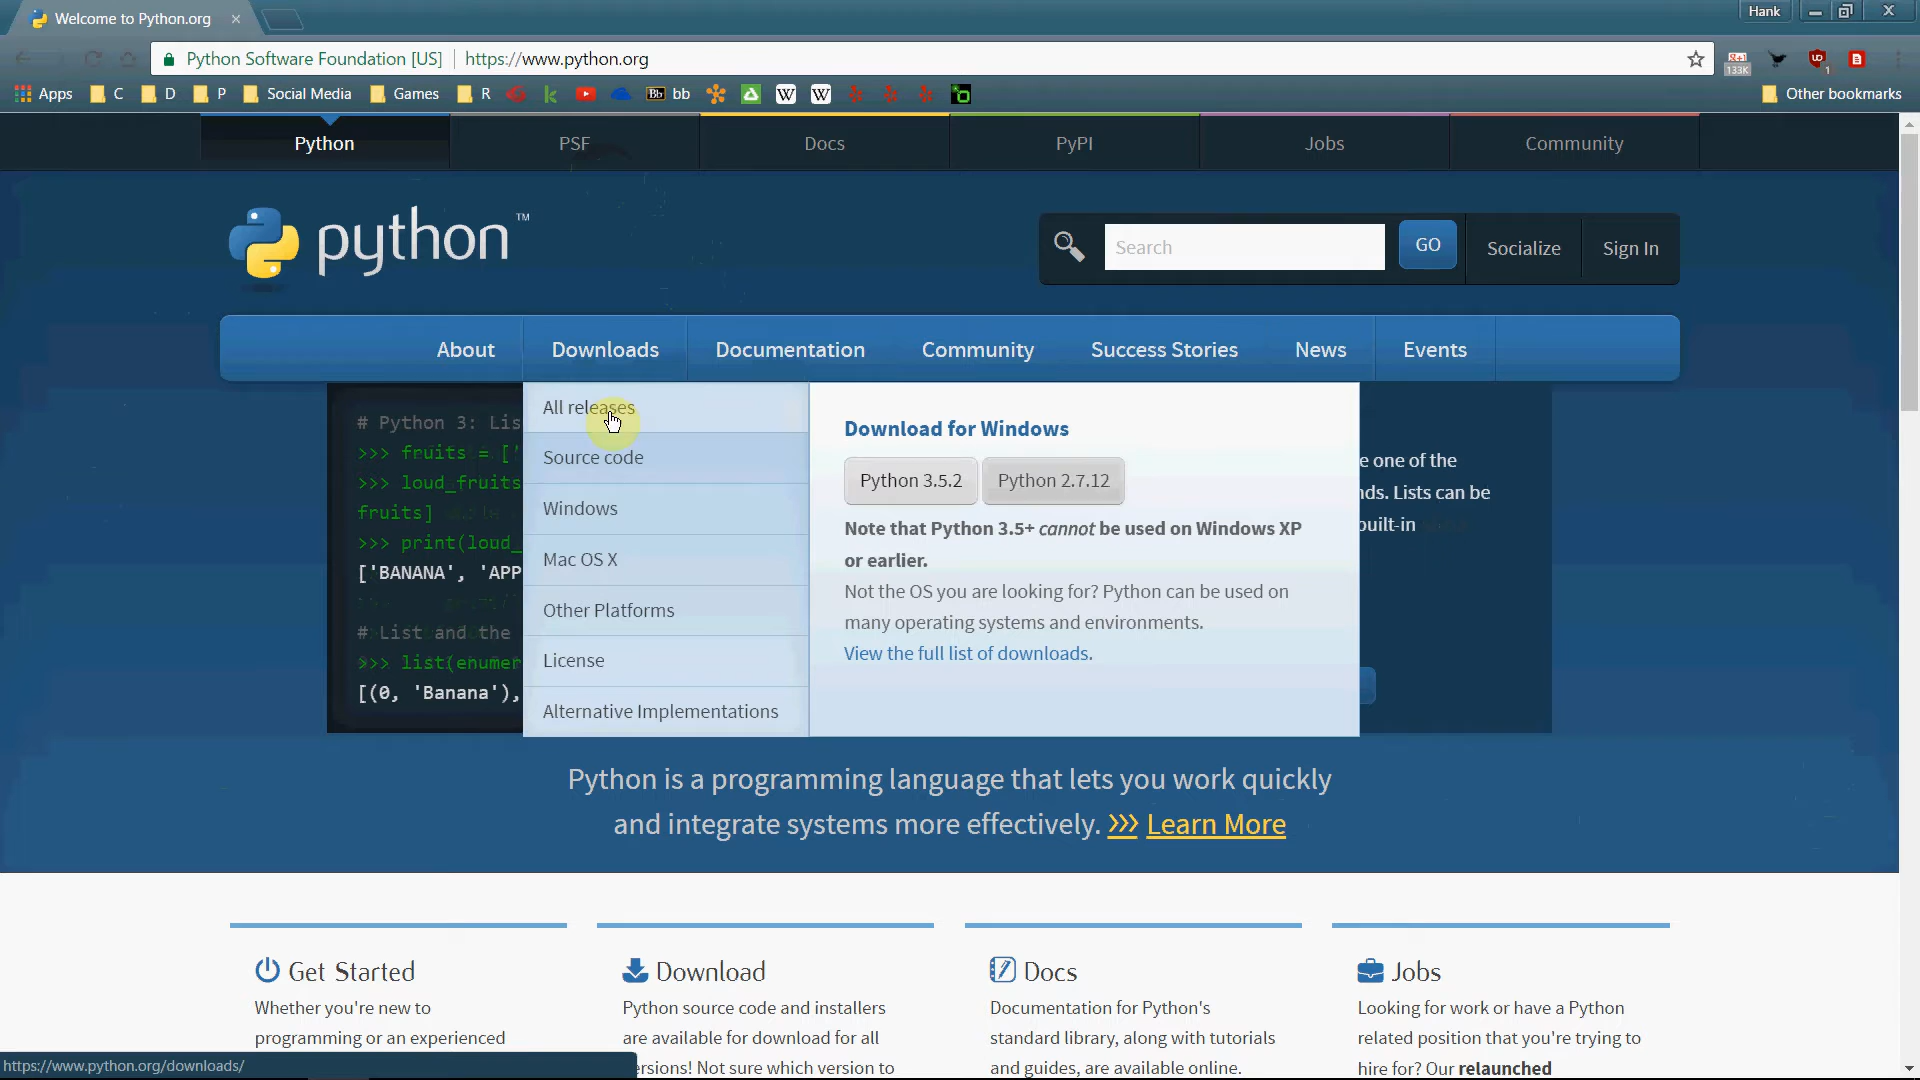 Welcome to Python.org
Hank
Python Software Foundation [US]
https://www.python.org
133K
1
Apps
C
D
P
Social Media
Games
R
Bb
bb
W
W
Other bookmarks
Python
PSF
Docs
PyPI
Jobs
Community
python
TM
Search
GO
Socialize
Sign In
About
Downloads
Documentation
Community
Success Stories
News
Events
# Python 3: Lis
>>> fruits = ['
>>> loud_fruits
fruits]
>>> print(loud_
['BANANA', 'APP
# List and the
>>> list(enumer
[(0, 'Banana'),
All releases
Source code
Windows
Mac OS X
Other Platforms
License
Alternative Implementations
Download for Windows
Python 3.5.2
Python 2.7.12
Note that Python 3.5+ cannot be used on Windows XP
or earlier.
Not the OS you are looking for? Python can be used on
many operating systems and environments.
View the full list of downloads.
e one of the
nds. Lists can be
built-in
Python is a programming language that lets you work quickly
and integrate systems more effectively. >>> Learn More
Get Started
Whether you're new to
programming or an experienced
Download
Python source code and installers
are available for download for all
ersions! Not sure which version to
Docs
Documentation for Python's
standard library, along with tutorials
and guides, are available online.
Jobs
Looking for work or have a Python
related position that you're trying to
hire for? Our relaunched
https://www.python.org/downloads/